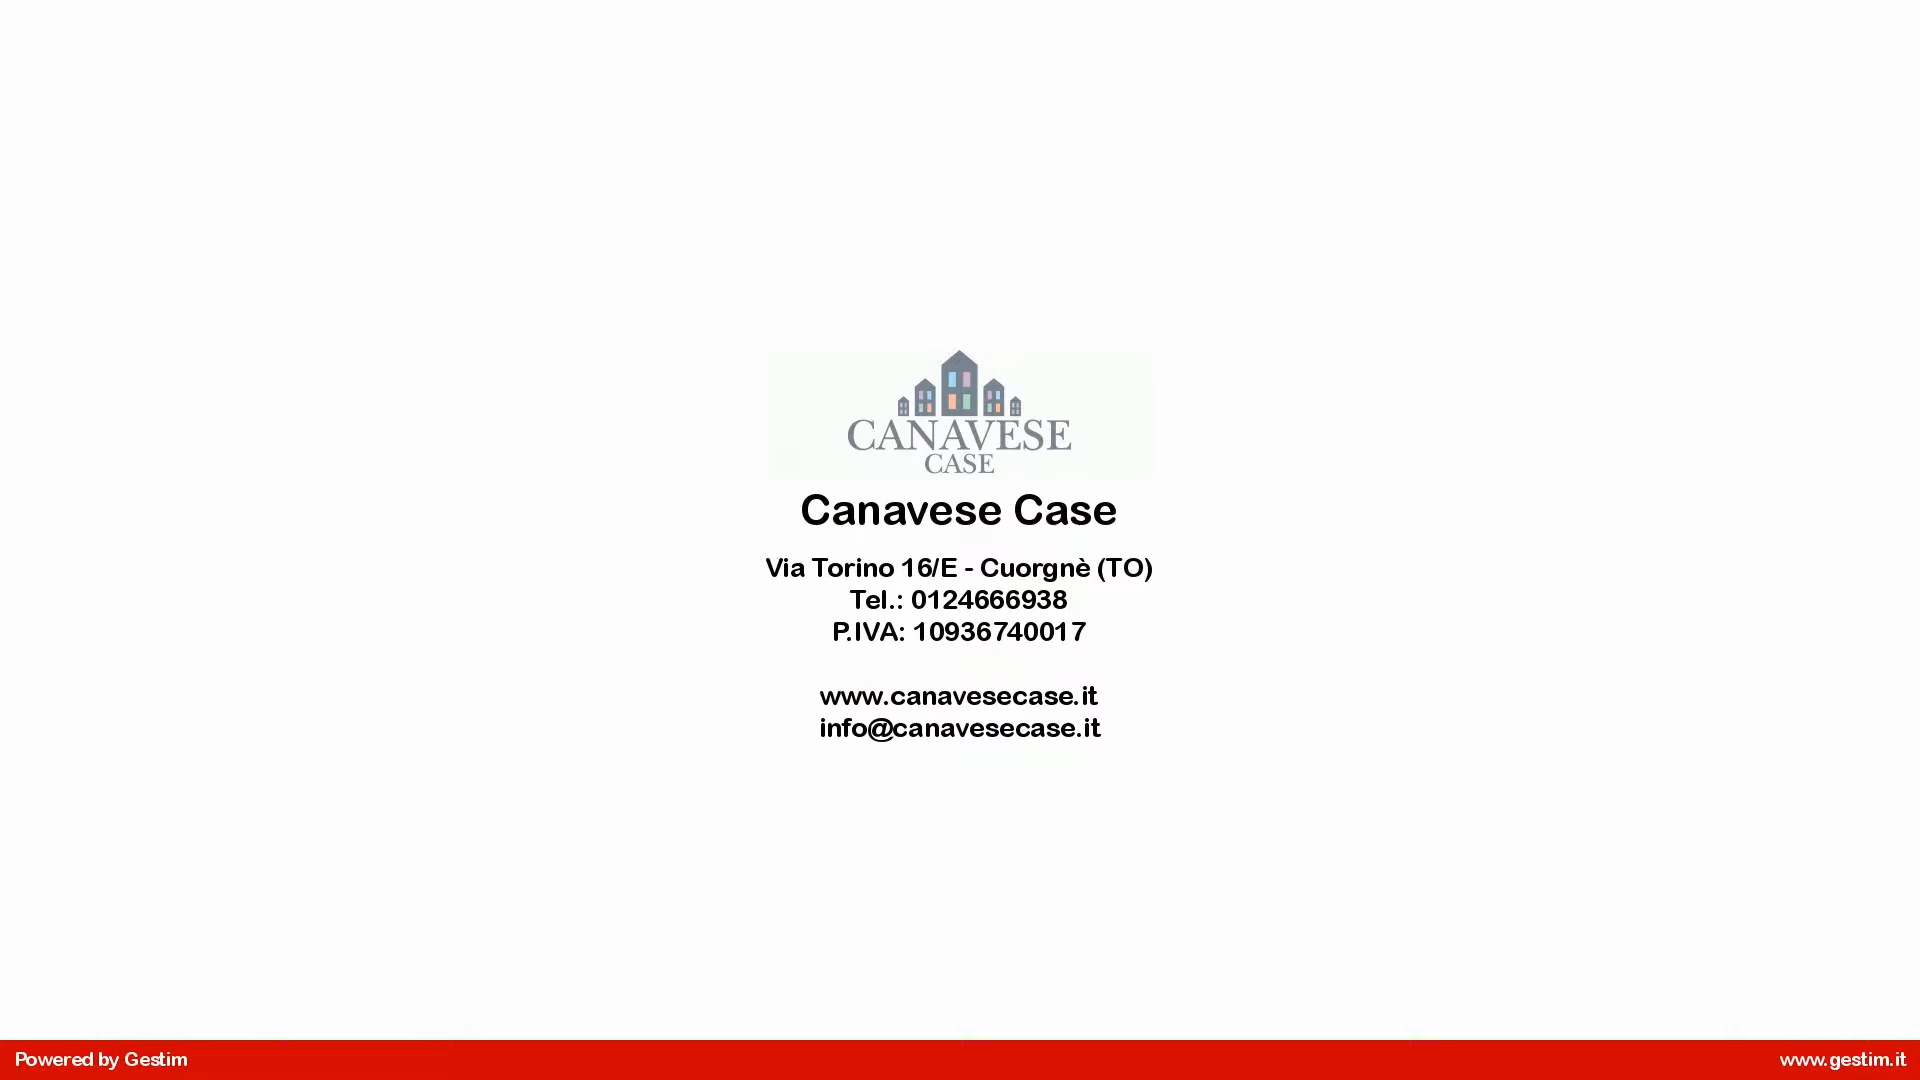 CANAVESE
CASE
Canavese Case
Via Torino 16/E - Cuorgnè (TO)
Tel.: 0124666938
P.IVA: 10936740017
www.canavesecase.it
info@canavesecase.it
Powered by Gestim
www.gestim.it